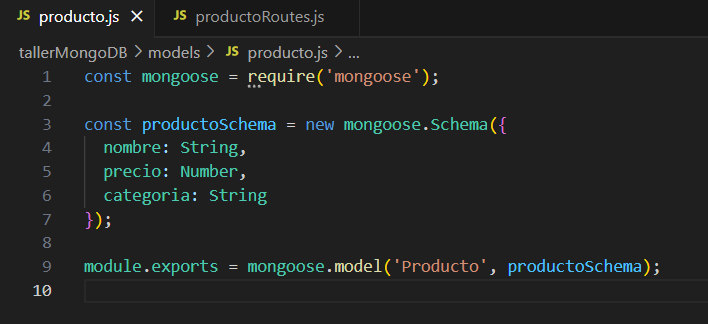 JS producto.js × JS productoRoutes.js
tallerMongoDB > models > JS producto.js > ...
1 const mongoose = require('mongoose');
2
3 const productoSchema = new mongoose.Schema({
4 nombre: String,
5 precio: Number,
6 categoria: String
7 });
8
9 module.exports = mongoose.model('Producto', productoSchema);
10